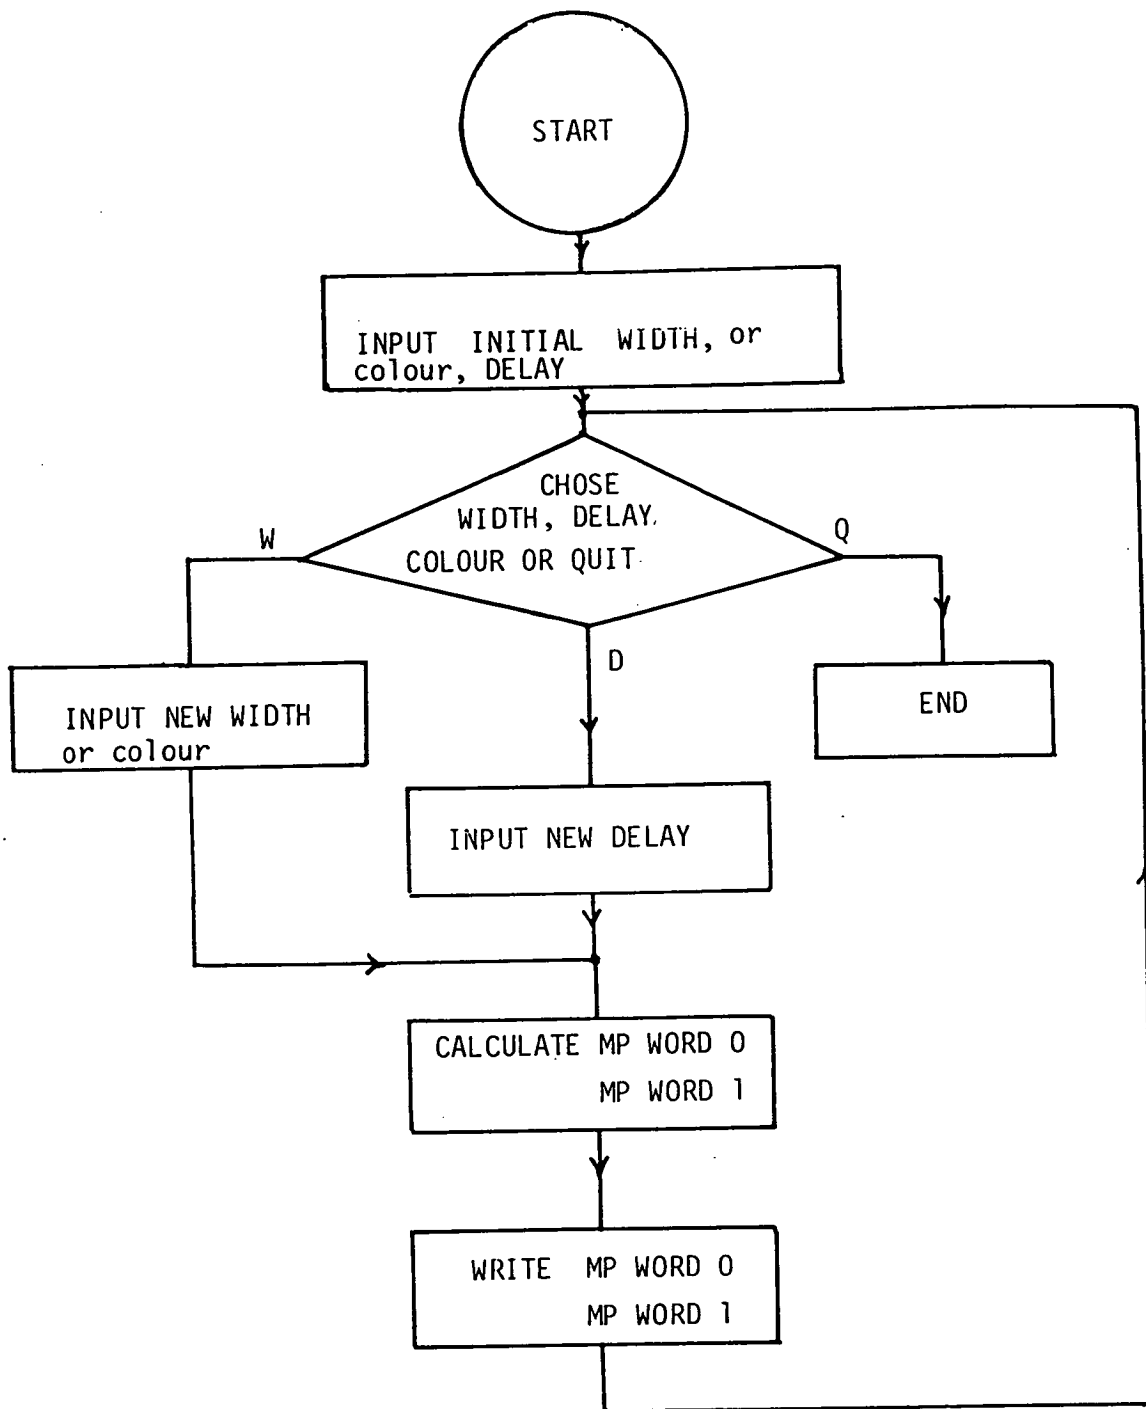 START
INPUT INITIAL WIDTH, or
colour, DELAY
CHOSE
WIDTH, DELAY.
COLOUR OR QUIT
W
Q
D
INPUT NEW WIDTH
or colour
END
INPUT NEW DELAY
CALCULATE MP WORD 0
MP WORD 1
WRITE MP WORD 0
MP WORD 1